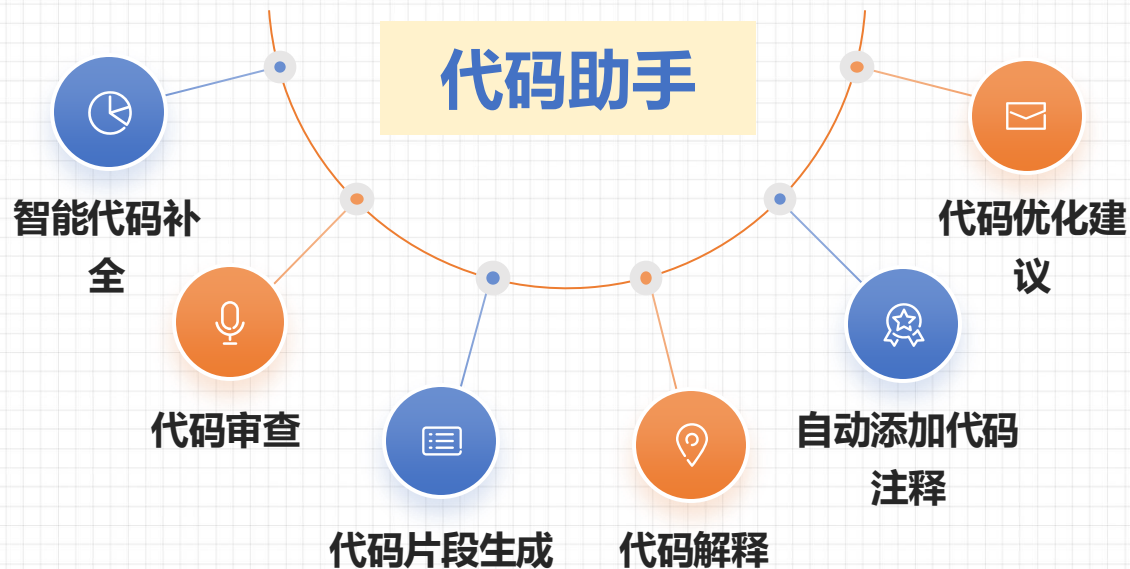 代码助手
智能代码补
全
代码审查
代码片段生成
代码解释
自动添加代码
注释
代码优化建
议